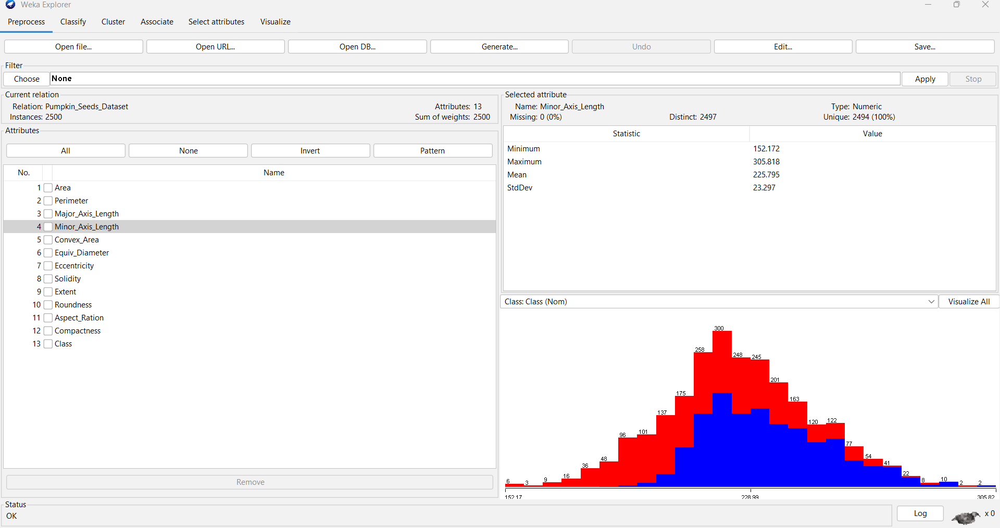 Weka Explorer
Preprocess Classify Cluster Associate Select attributes Visualize
Open file... Open URL... Open DB... Generate... Undo Edit... Save...
Filter
Choose None Apply Stop
Current relation
Relation: Pumpkin_Seeds_Dataset Attributes: 13
Instances: 2500 Sum of weights: 2500
Attributes
All None Invert Pattern
No. Name
1 Area
2 Perimeter
3 Major_Axis_Length
4 Minor_Axis_Length
5 Convex_Area
6 Equiv_Diameter
7 Eccentricity
8 Solidity
9 Extent
10 Roundness
11 Aspect_Ration
12 Compactness
13 Class
Remove
Selected attribute
Name: Minor_Axis_Length Type: Numeric
Missing: 0 (0%) Distinct: 2497 Unique: 2494 (100%)
Statistic Value
Minimum 152.172
Maximum 305.818
Mean 225.795
StdDev 23.297
Class: Class (Nom) Visualize All
6 3 9 16 36 48 96 101 137 175 258 300 248 245 201 163 120 122 77 54 41 22 8 10 2 2
152.17 228.99 305.82
Status
OK Log x 0